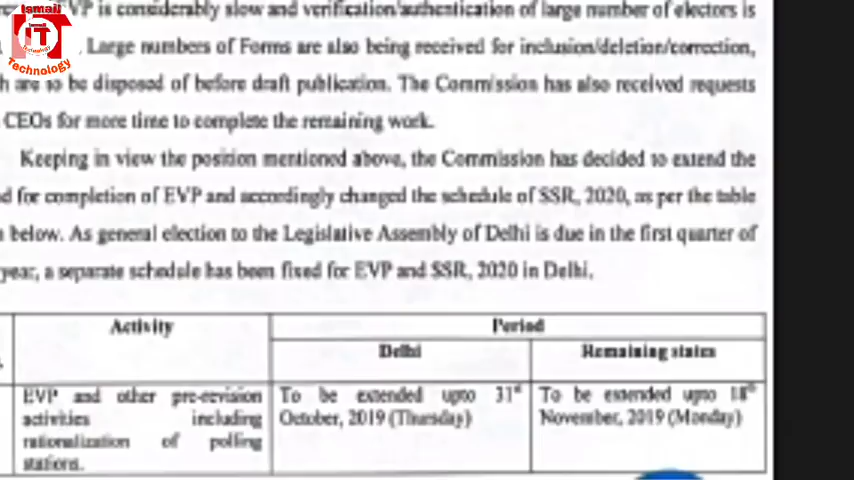 Ismail
IT
Technology
EVP is considerably slow and verification/authentication of large number of electors is
Large numbers of Forms are also being received for inclusion/deletion/correction,
are to be disposed of before draft publication. The Commission has also received requests
CEOs for more time to complete the remaining work.
Keeping in view the position mentioned above, the Commission has decided to extend the
for completion of EVP and accordingly changed the schedule of SSR, 2020, as per the table
below. As general election to the Legislative Assembly of Delhi is due in the first quarter of
year, a separate schedule has been fixed for EVP and SSR, 2020 in Delhi.
Activity
Period
Delhi
Remaining states
EVP and other pre-revision
activities including
rationalization of polling
stations.
To be extended upto 31st
October, 2019 (Thursday)
To be extended upto 18th
November, 2019 (Monday)